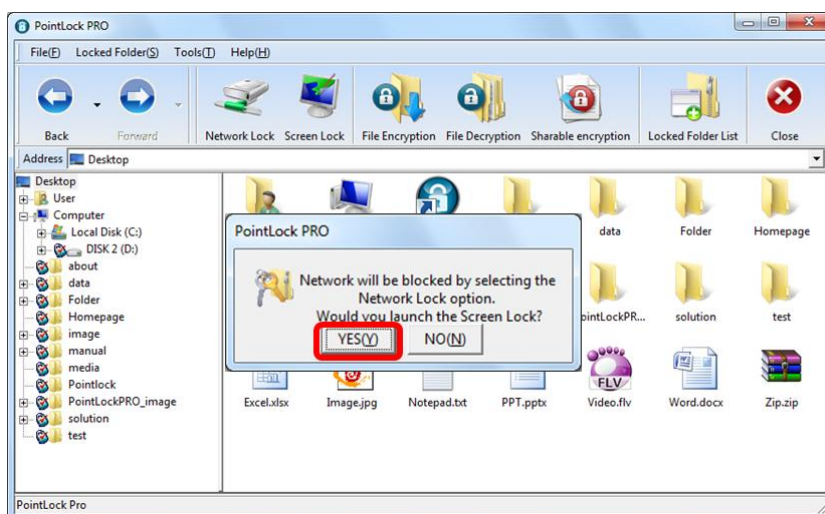 PointLock PRO
File(F) Locked Folder(S) Tools(T) Help(H)
Back Forward Network Lock Screen Lock File Encryption File Decryption Sharable encryption Locked Folder List Close
Address Desktop
Desktop
User
Computer
Local Disk (C:)
DISK 2 (D:)
about
data
Folder
Homepage
image
manual
media
Pointlock
PointLockPRO_image
solution
test
data Folder Homepage
PointLock PRO
Network will be blocked by selecting the
Network Lock option.
Would you launch the Screen Lock?
YES(Y) NO(N)
ointLockPR... solution test
FLV
Excel.xlsx Image.jpg Notepad.txt PPT.pptx Video.flv Word.docx Zip.zip
PointLock Pro